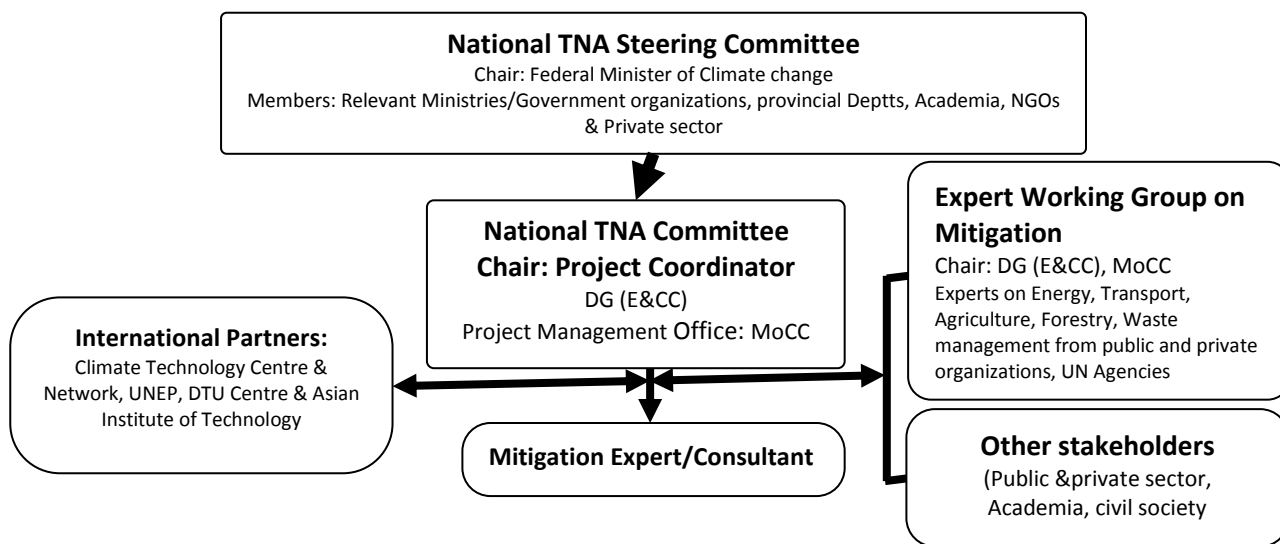 National TNA Steering Committee
Chair: Federal Minister of Climate change
Members: Relevant Ministries/Government organizations, provincial Deptts, Academia, NGOs
& Private sector
National TNA Committee
Chair: Project Coordinator
DG (E&CC)
Project Management Office: MoCC
Expert Working Group on
Mitigation
Chair: DG (E&CC), MoCC
Experts on Energy, Transport,
Agriculture, Forestry, Waste
management from public and private
organizations, UN Agencies
International Partners:
Climate Technology Centre &
Network, UNEP, DTU Centre & Asian
Institute of Technology
Mitigation Expert/Consultant
Other stakeholders
(Public &private sector,
Academia, civil society